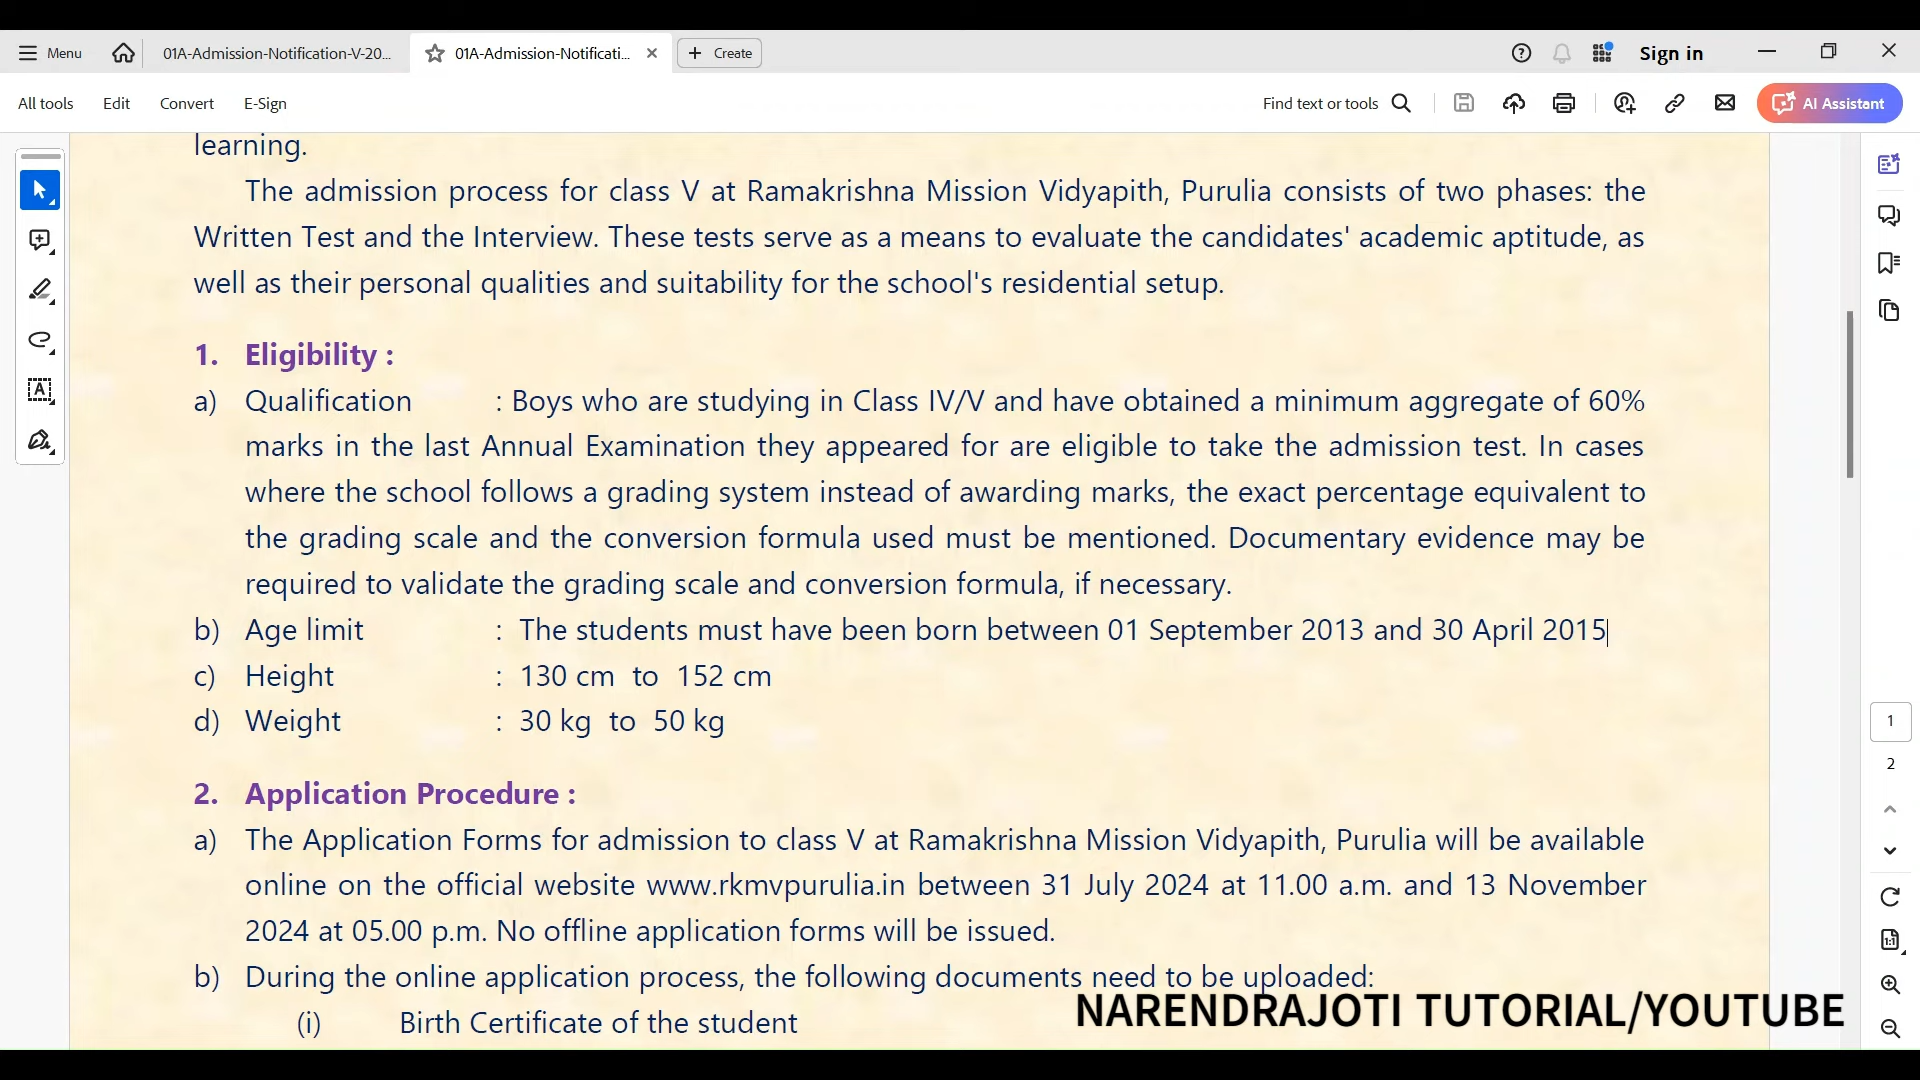 Menu
01A-Admission-Notification-V-20...
01A-Admission-Notificati...
Create
Sign in
All tools
Edit
Convert
E-Sign
Find text or tools
AI Assistant
learning.
The admission process for class V at Ramakrishna Mission Vidyapith, Purulia consists of two phases: the
Written Test and the Interview. These tests serve as a means to evaluate the candidates' academic aptitude, as
well as their personal qualities and suitability for the school's residential setup.
1. Eligibility :
a) Qualification : Boys who are studying in Class IV/V and have obtained a minimum aggregate of 60%
marks in the last Annual Examination they appeared for are eligible to take the admission test. In cases
where the school follows a grading system instead of awarding marks, the exact percentage equivalent to
the grading scale and the conversion formula used must be mentioned. Documentary evidence may be
required to validate the grading scale and conversion formula, if necessary.
b) Age limit : The students must have been born between 01 September 2013 and 30 April 2015
c) Height : 130 cm to 152 cm
d) Weight : 30 kg to 50 kg
2. Application Procedure :
a) The Application Forms for admission to class V at Ramakrishna Mission Vidyapith, Purulia will be available
online on the official website www.rkmvpurulia.in between 31 July 2024 at 11.00 a.m. and 13 November
2024 at 05.00 p.m. No offline application forms will be issued.
b) During the online application process, the following documents need to be uploaded:
(i) Birth Certificate of the student
NARENDRAJOTI TUTORIAL/YOUTUBE
1
2